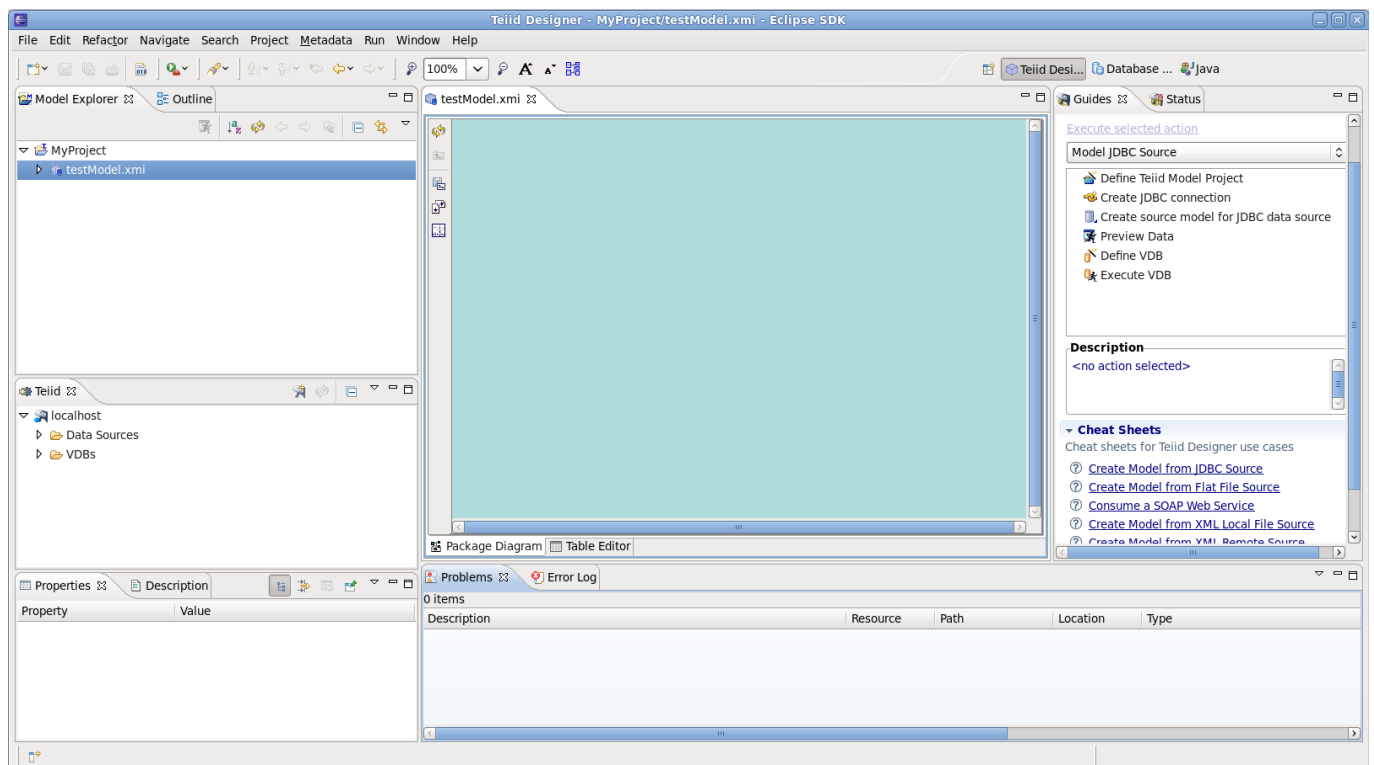 Teiid Designer - MyProject/testModel.xmi - Eclipse SDK
File Edit Refactor Navigate Search Project Metadata Run Window Help
100%
Teiid Desi... Database ... Java
Model Explorer Outline
MyProject
testModel.xmi
Teiid
localhost
Data Sources
VDBs
Properties Description
Property Value
testModel.xmi
Package Diagram Table Editor
Guides Status
Execute selected action
Model JDBC Source
Define Teiid Model Project
Create JDBC connection
Create source model for JDBC data source
Preview Data
Define VDB
Execute VDB
Description
<no action selected>
Cheat Sheets
Cheat sheets for Teiid Designer use cases
Create Model from JDBC Source
Create Model from Flat File Source
Consume a SOAP Web Service
Create Model from XML Local File Source
Create Model from XML Remote Source
Problems Error Log
0 items
Description Resource Path Location Type